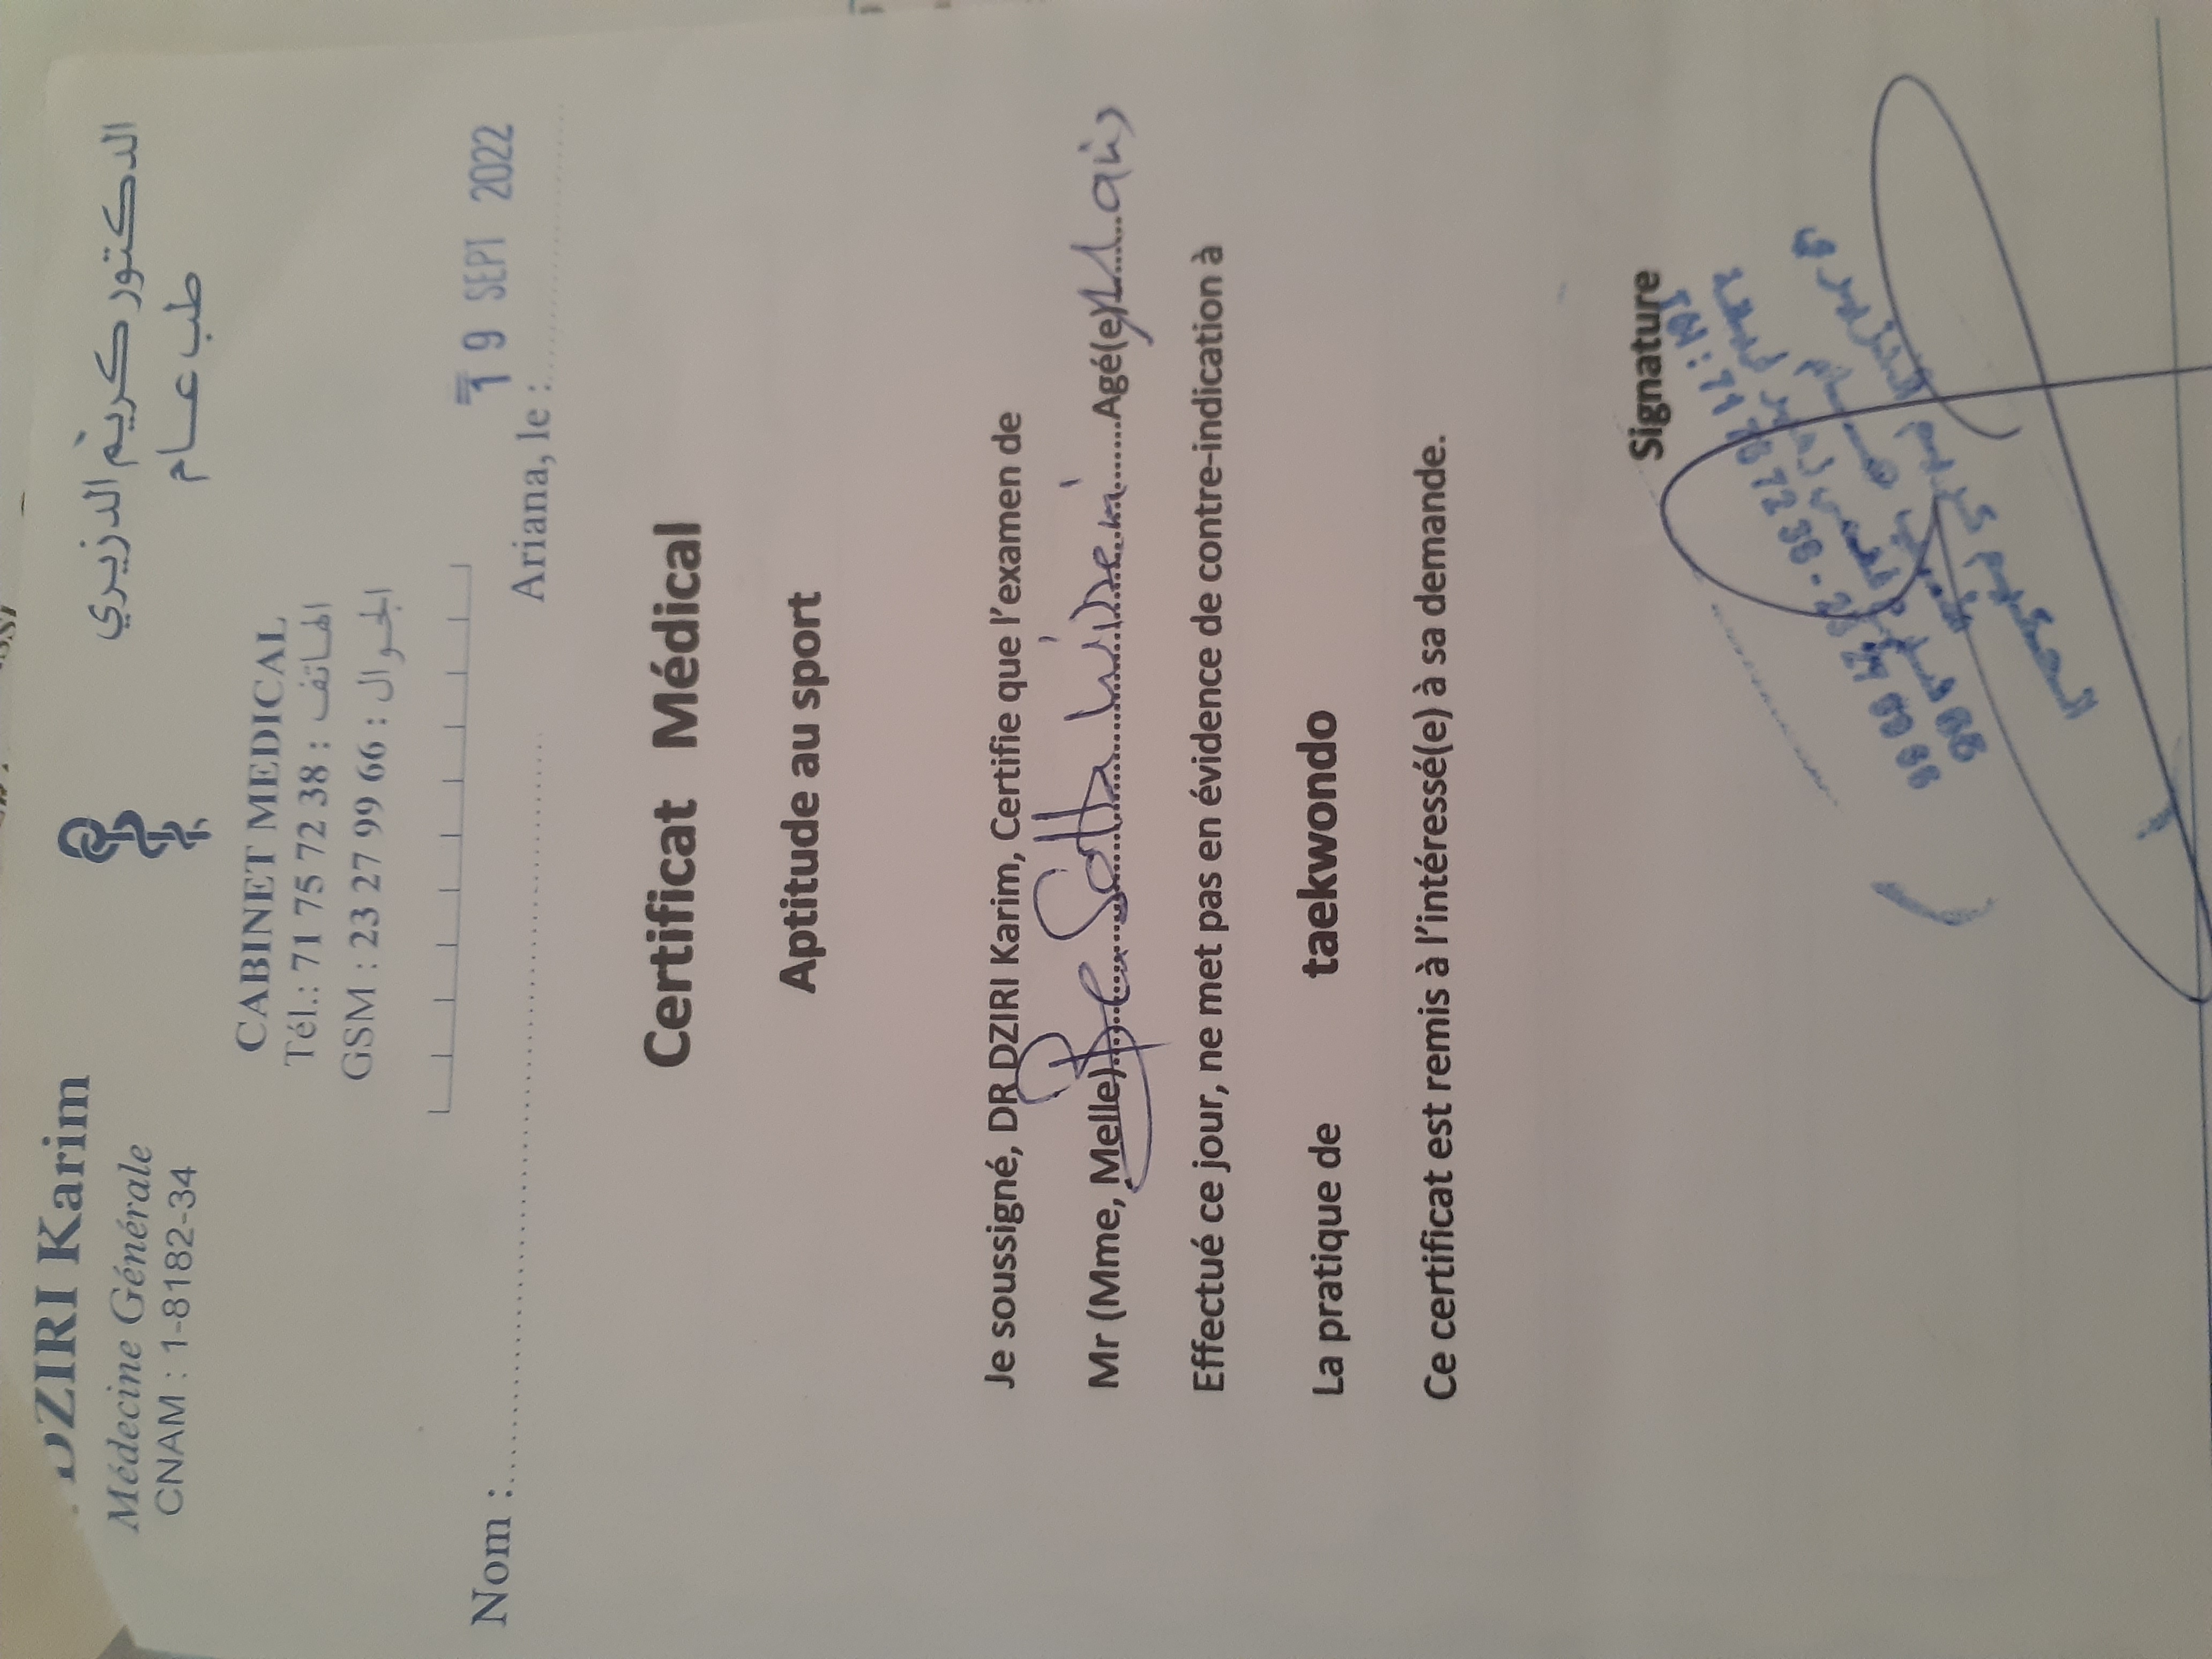 DZIRI Karim
Médecine Générale
CNAM : 1-8182-34
الدكتور كريم الدزيري
طب عام
CABINET MEDICAL
Tél.: 71 75 72 38 : الهاتف
GSM : 23 27 99 66 : الجوال
19 SEPT 2022
Nom :
Ariana, le :
Certificat Médical
Aptitude au sport
Je soussigné, DR DZIRI Karim, Certifie que l'examen de
Mr (Mme, Melle) Ben Agé(e) 11 ans
Effectué ce jour, ne met pas en évidence de contre-indication à
La pratique de taekwondo
Ce certificat est remis à l'intéressé(e) à sa demande.
Signature